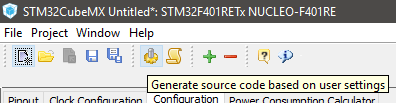 STM32CubeMX Untitled*: STM32F401RETx NUCLEO-F401RE
File Project Window Help
Generate source code based on user settings
Pinout Clock Configuration Configuration Power Consumption Calculator